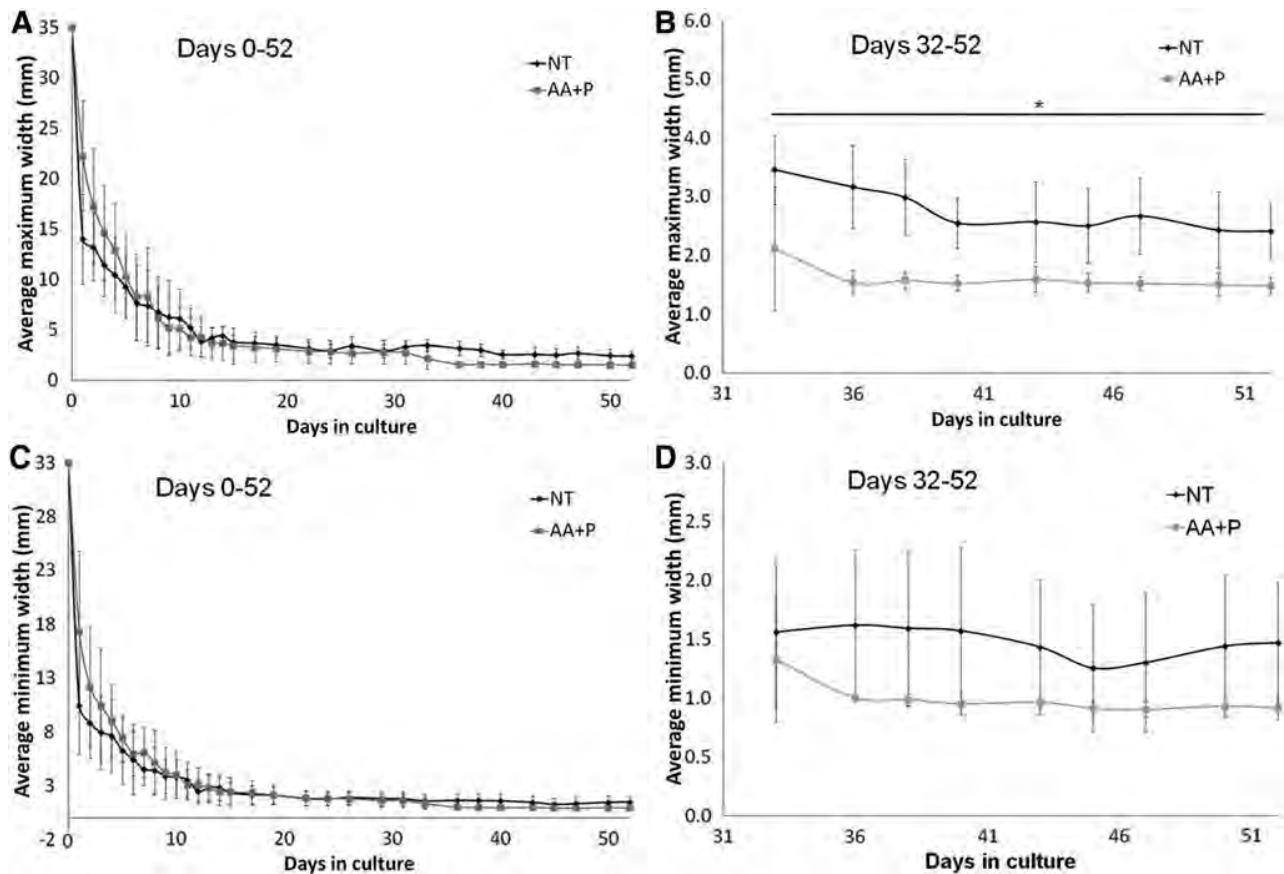 A
Days 0-52
NT
AA+P
Average maximum width (mm)
35
30
25
20
15
10
5
0
0 10 20 30 40 50
Days in culture
B
Days 32-52
NT
AA+P
*
Average maximum width (mm)
6.0
5.0
4.0
3.0
2.0
1.0
0.0
31 36 41 46 51
Days in culture
C
Days 0-52
NT
AA+P
Average minimum width (mm)
33
28
23
18
13
8
3
-2
0 10 20 30 40 50
Days in culture
D
Days 32-52
NT
AA+P
Average minimum width (mm)
3.0
2.5
2.0
1.5
1.0
0.5
0.0
31 36 41 46 51
Days in culture